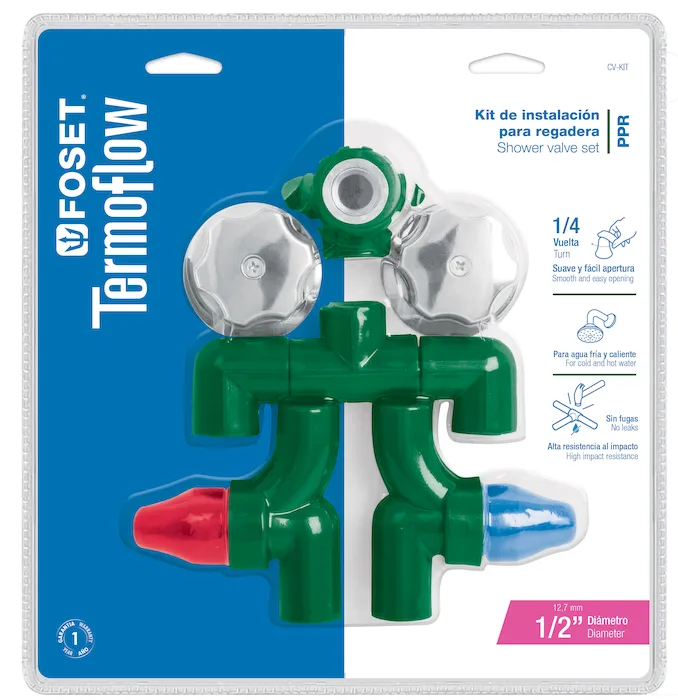 FOSET®
Termoflow
CV-KIT
Kit de instalación
para regadera
Shower valve set
PPR
1/4
Vuelta
Turn
Suave y fácil apertura
Smooth and easy opening
Para agua fría y caliente
For cold and hot water
Sin fugas
No leaks
Alta resistencia al impacto
High impact resistance
12,7 mm
1/2” Diámetro
Diameter
GARANTÍA WARRANTY
1
YEAR AÑO